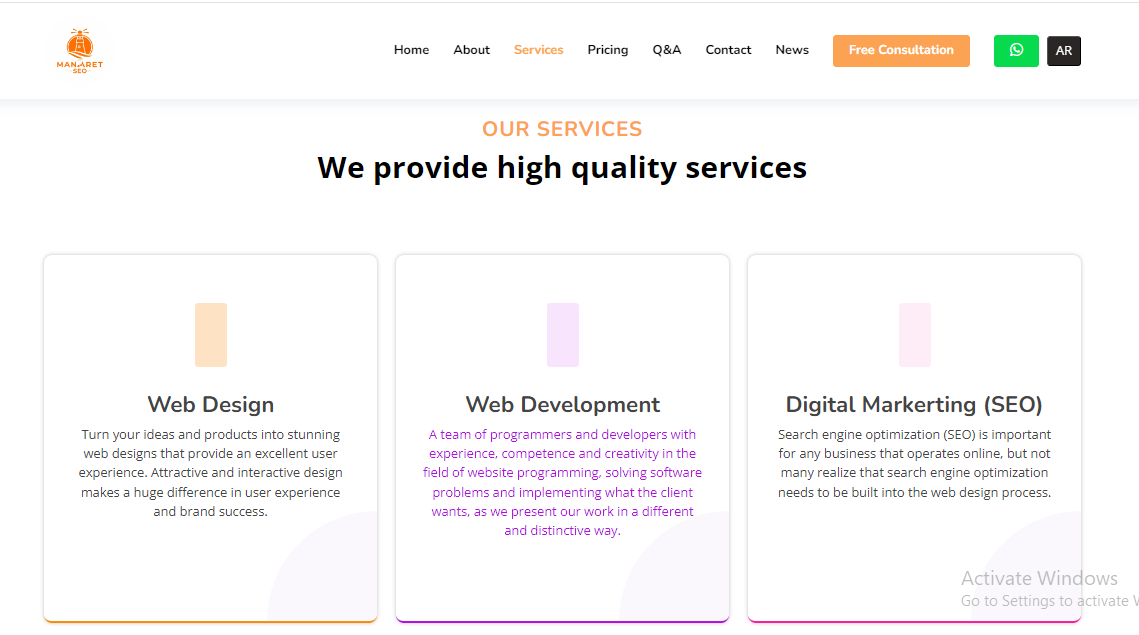 MANARET
SEO
Home About Services Pricing Q&A Contact News Free Consultation AR
OUR SERVICES
We provide high quality services
Web Design
Turn your ideas and products into stunning
web designs that provide an excellent user
experience. Attractive and interactive design
makes a huge difference in user experience
and brand success.
Web Development
A team of programmers and developers with
experience, competence and creativity in the
field of website programming, solving software
problems and implementing what the client
wants, as we present our work in a different
and distinctive way.
Digital Markerting (SEO)
Search engine optimization (SEO) is important
for any business that operates online, but not
many realize that search engine optimization
needs to be built into the web design process.
Activate Windows
Go to Settings to activate W